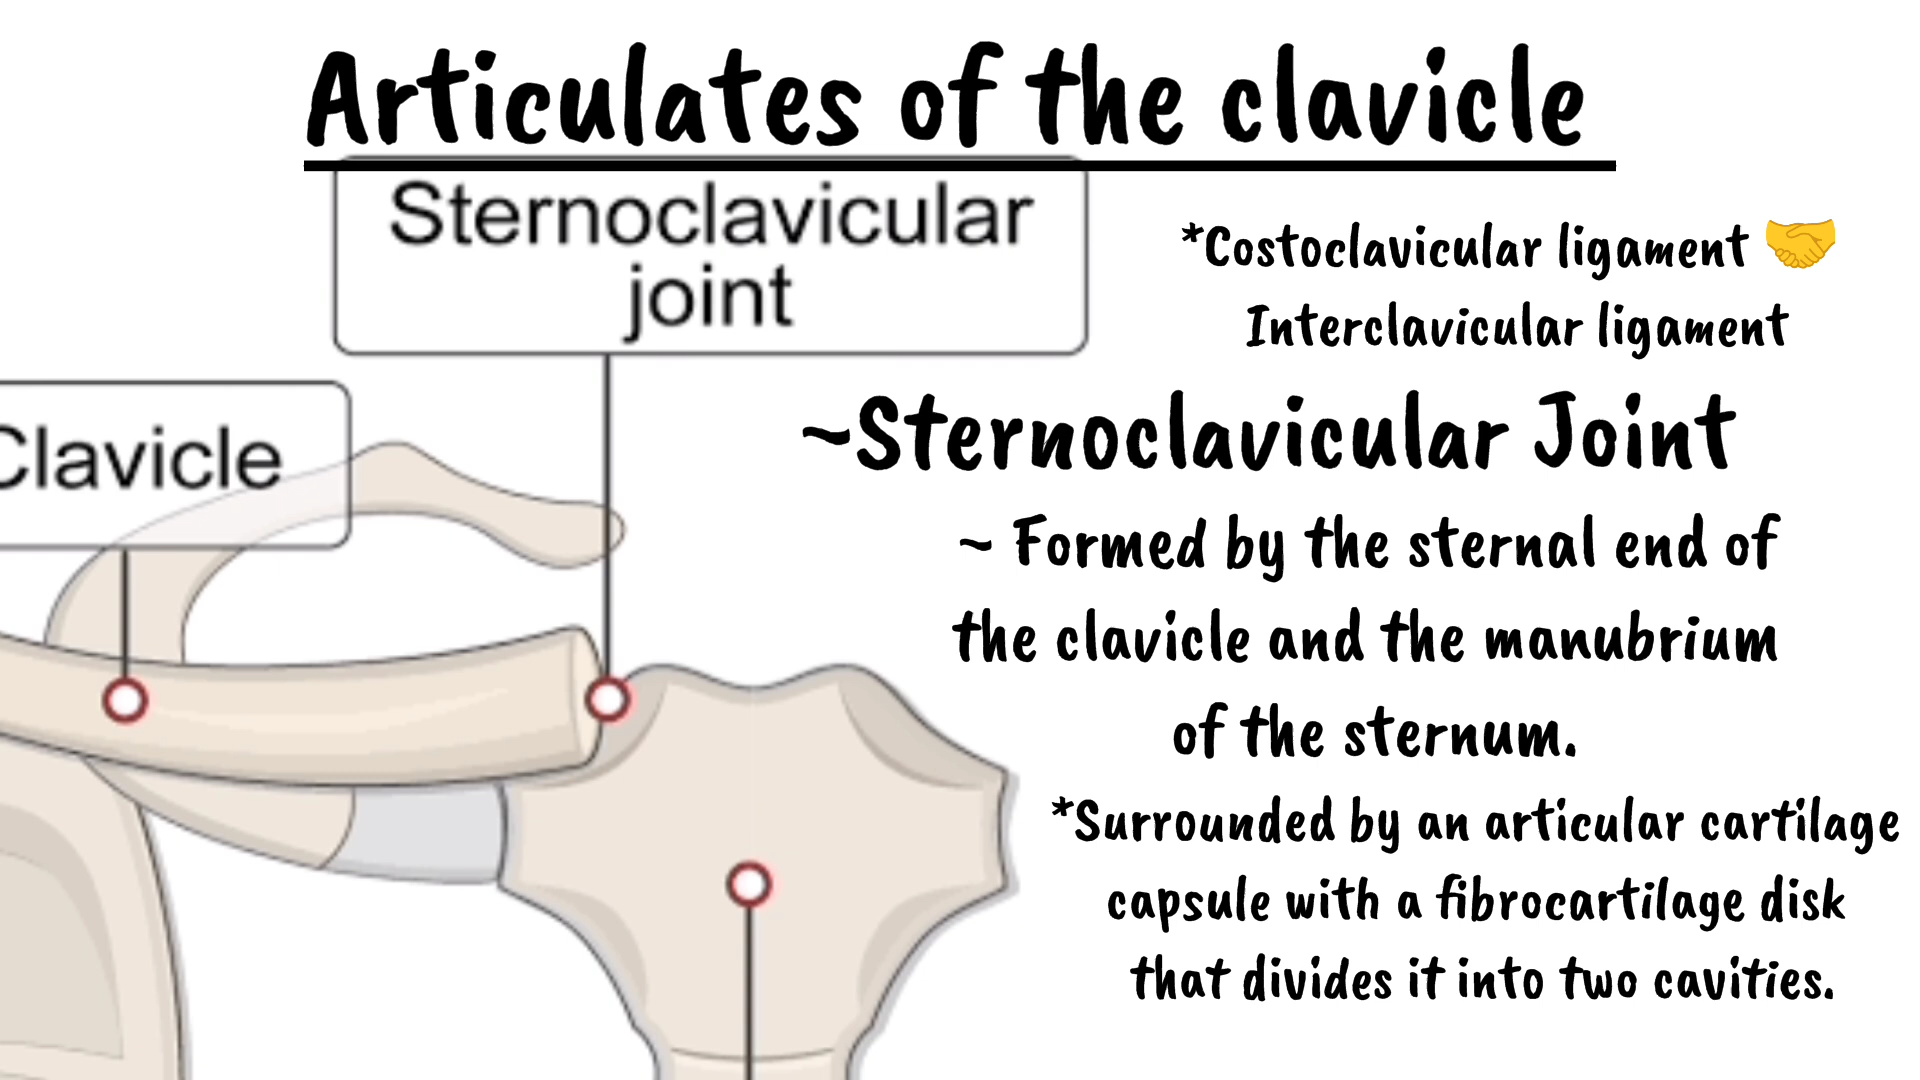 Articulates of the clavicle
Sternoclavicular
joint
*Costoclavicular ligament 🤝
Interclavicular ligament
Clavicle
~Sternoclavicular Joint
~ Formed by the sternal end of
the clavicle and the manubrium
of the sternum.
*Surrounded by an articular cartilage
capsule with a fibrocartilage disk
that divides it into two cavities.